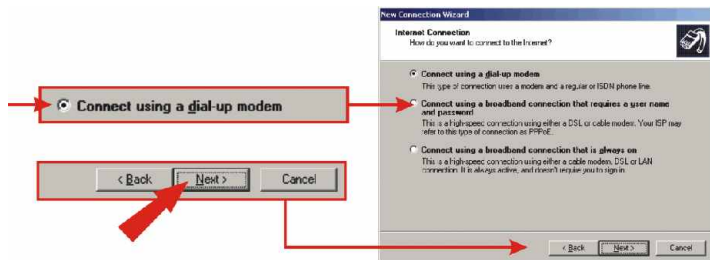 Connect using a dial-up modem
< Back Next > Cancel
New Connection Wizard
Internet Connection
How do you want to connect to the Internet?
Connect using a dial-up modem
This type of connection uses a modem and a regular or ISDN phone line.
Connect using a broadband connection that requires a user name
and password
This is a high-speed connection using either a DSL or cable modem. Your ISP may
refer to this type of connection as PPPoE.
Connect using a broadband connection that is always on
This is a high-speed connection using either a cable modem, DSL or LAN
connection. It is always active, and doesn't require you to sign in.
< Back Next > Cancel